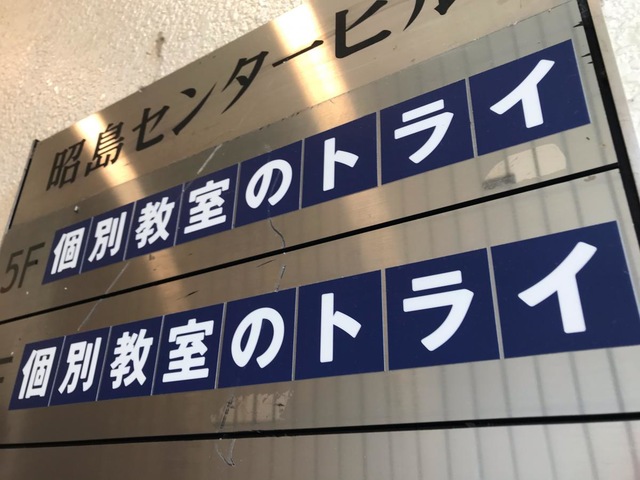 昭島センタービル
5F 個別教室のトライ
個別教室のトライ